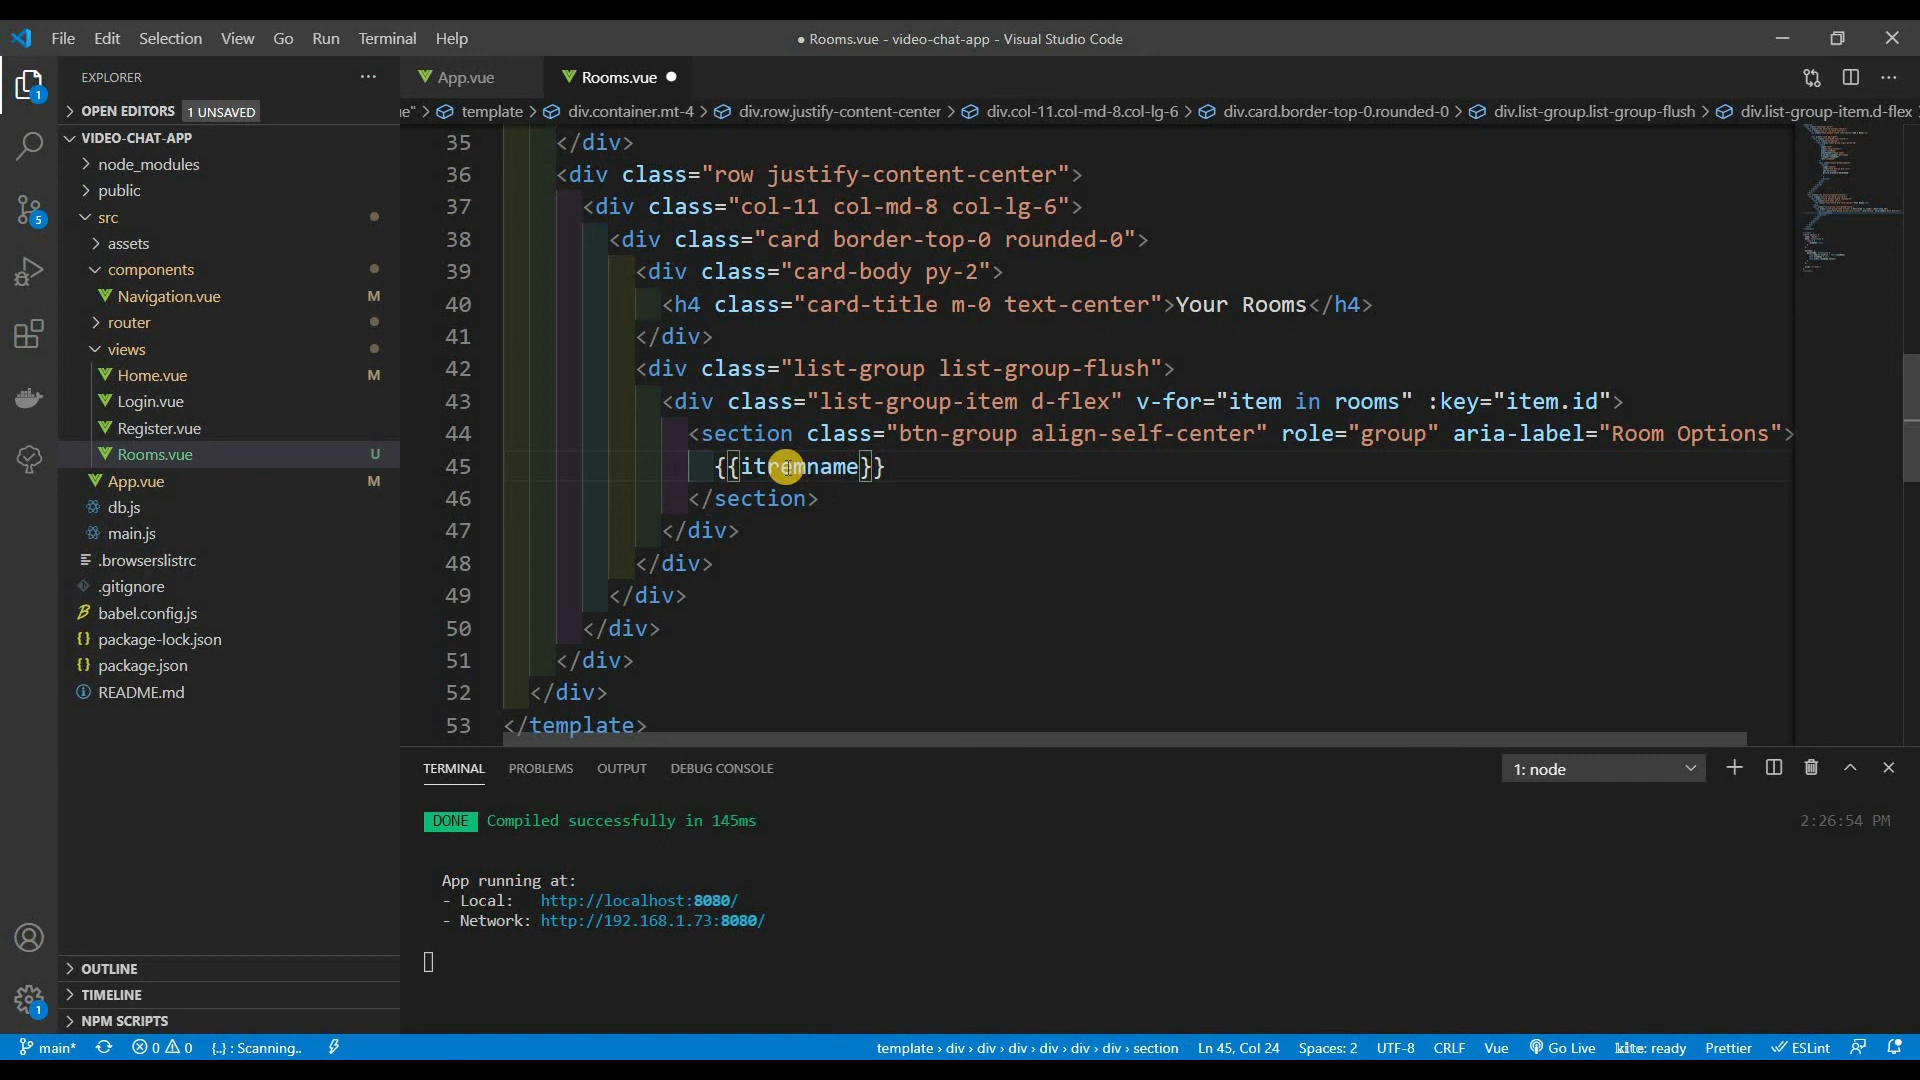 File Edit Selection View Go Run Terminal Help
● Rooms.vue - video-chat-app - Visual Studio Code
EXPLORER
App.vue
Rooms.vue ●
OPEN EDITORS 1 UNSAVED
ue" > template > div.container.mt-4 > div.row.justify-content-center > div.col-11.col-md-8.col-lg-6 > div.card.border-top-0.rounded-0 > div.list-group.list-group-flush > div.list-group-item.d-flex >
VIDEO-CHAT-APP
node_modules
public
src
assets
components
Navigation.vue M
router
views
Home.vue M
Login.vue
Register.vue
Rooms.vue U
App.vue M
db.js
main.js
.browserslistrc
.gitignore
babel.config.js
package-lock.json
package.json
README.md
OUTLINE
TIMELINE
NPM SCRIPTS
1
5
1
35 </div>
36 <div class="row justify-content-center">
37 <div class="col-11 col-md-8 col-lg-6">
38 <div class="card border-top-0 rounded-0">
39 <div class="card-body py-2">
40 <h4 class="card-title m-0 text-center">Your Rooms</h4>
41 </div>
42 <div class="list-group list-group-flush">
43 <div class="list-group-item d-flex" v-for="item in rooms" :key="item.id">
44 <section class="btn-group align-self-center" role="group" aria-label="Room Options">
45 {{itremname}}
46 </section>
47 </div>
48 </div>
49 </div>
50 </div>
51 </div>
52 </div>
53 </template>
TERMINAL PROBLEMS OUTPUT DEBUG CONSOLE
1: node
DONE Compiled successfully in 145ms 2:26:54 PM
App running at:
- Local: http://localhost:8080/
- Network: http://192.168.1.73:8080/
main* 0 0 {..} : Scanning.. template › div › div › div › div › div › div › section Ln 45, Col 24 Spaces: 2 UTF-8 CRLF Vue Go Live kite: ready Prettier ESLint